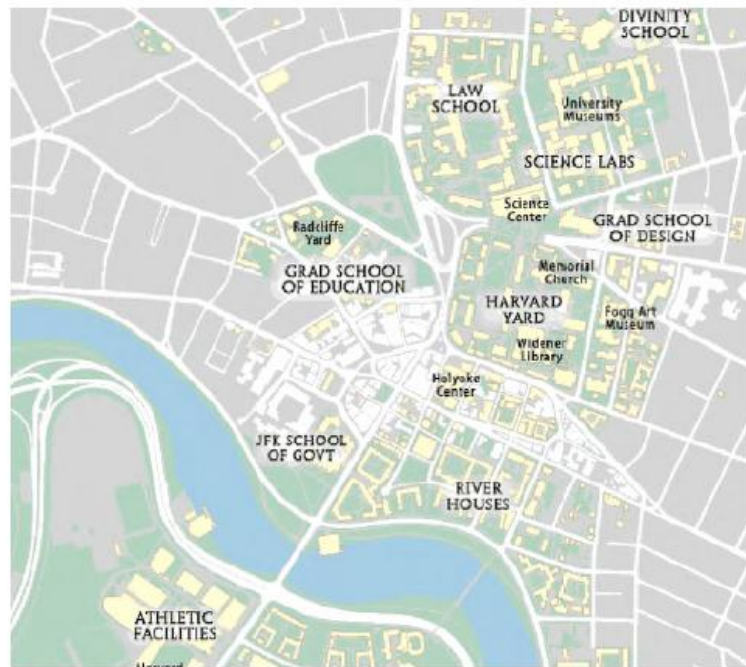 DIVINITY
SCHOOL
LAW
SCHOOL
University
Museums
SCIENCE LABS
Science
Center
GRAD SCHOOL
OF DESIGN
Radcliffe
Yard
GRAD SCHOOL
OF EDUCATION
Memorial
Church
HARVARD
YARD
Fogg Art
Museum
Widener
Library
Holyoke
Center
JFK SCHOOL
OF GOVT
RIVER
HOUSES
ATHLETIC
FACILITIES
Harvard